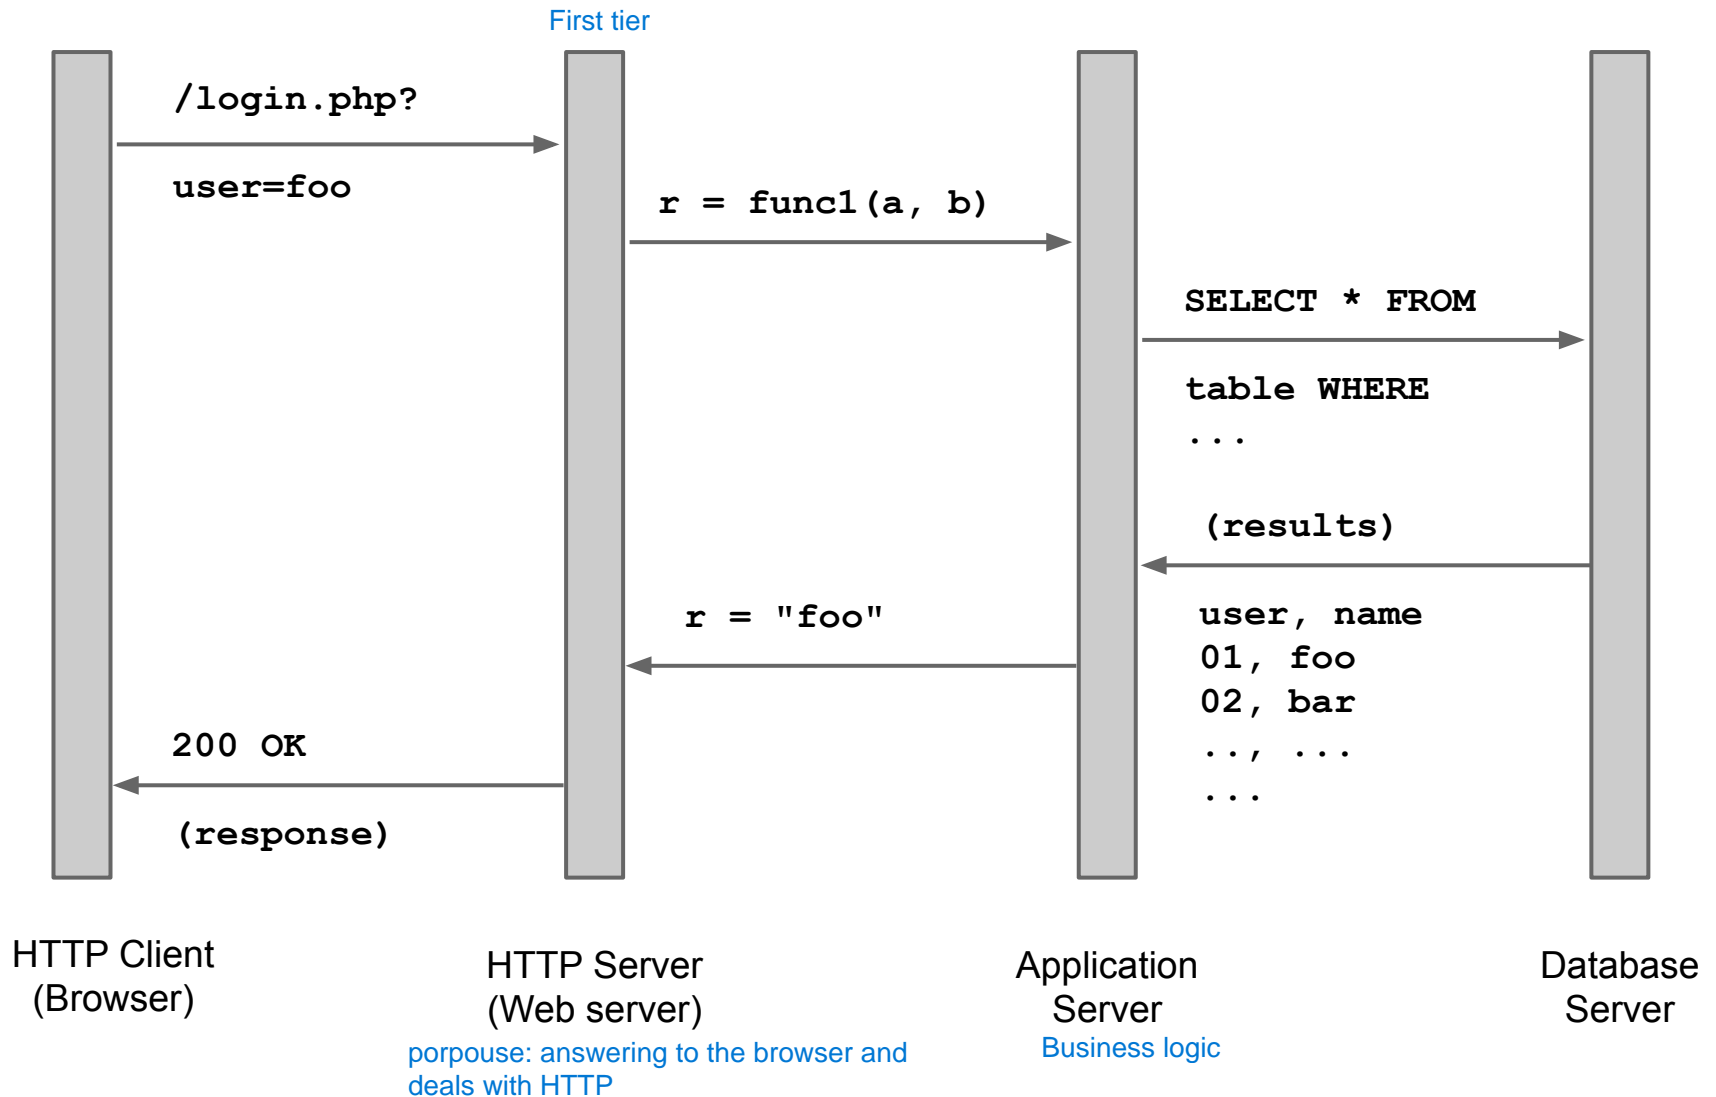 First tier
/login.php?
user=foo
r = func1(a, b)
SELECT * FROM
table WHERE
...
(results)
user, name
01, foo
02, bar
.., ...
...
r = "foo"
200 OK
(response)
HTTP Client
(Browser)
HTTP Server
(Web server)
porpouse: answering to the browser and
deals with HTTP
Application
Server
Business logic
Database
Server